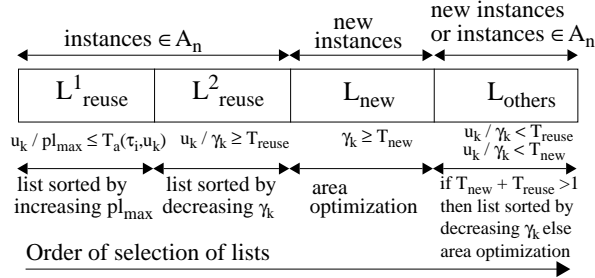 new instances
instances ∈ A_n
new instances
or instances ∈ A_n
L^1_reuse
L^2_reuse
L_new
L_others
u_k / pl_max ≤ T_a(τ_i,u_k)
u_k / γ_k ≥ T_reuse
γ_k ≥ T_new
u_k / γ_k < T_reuse
u_k / γ_k < T_new
list sorted by
increasing pl_max
list sorted by
decreasing γ_k
area
optimization
if T_new + T_reuse >1
then list sorted by
decreasing γ_k else
area optimization
Order of selection of lists